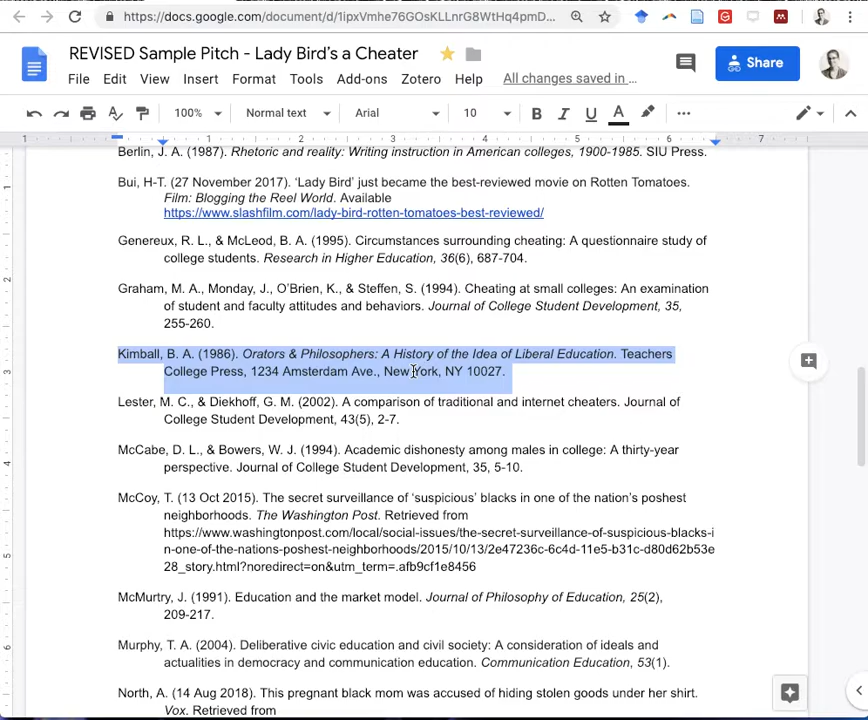 https://docs.google.com/document/d/1ipxVmhe76GOsKLLnrG8WtHq4pmD...
REVISED Sample Pitch - Lady Bird's a Cheater
Share
File Edit View Insert Format Tools Add-ons Zotero Help All changes saved in ...
100% Normal text Arial 10 B I U A
1 1 2 3 4 5 6 7
Berlin, J. A. (1987). Rhetoric and reality: Writing instruction in American colleges, 1900-1985. SIU Press.
Bui, H-T. (27 November 2017). ‘Lady Bird’ just became the best-reviewed movie on Rotten Tomatoes.
Film: Blogging the Reel World. Available
https://www.slashfilm.com/lady-bird-rotten-tomatoes-best-reviewed/
Genereux, R. L., & McLeod, B. A. (1995). Circumstances surrounding cheating: A questionnaire study of
college students. Research in Higher Education, 36(6), 687-704.
Graham, M. A., Monday, J., O’Brien, K., & Steffen, S. (1994). Cheating at small colleges: An examination
of student and faculty attitudes and behaviors. Journal of College Student Development, 35,
255-260.
Kimball, B. A. (1986). Orators & Philosophers: A History of the Idea of Liberal Education. Teachers
College Press, 1234 Amsterdam Ave., New York, NY 10027.
Lester, M. C., & Diekhoff, G. M. (2002). A comparison of traditional and internet cheaters. Journal of
College Student Development, 43(5), 2-7.
McCabe, D. L., & Bowers, W. J. (1994). Academic dishonesty among males in college: A thirty-year
perspective. Journal of College Student Development, 35, 5-10.
McCoy, T. (13 Oct 2015). The secret surveillance of ‘suspicious’ blacks in one of the nation’s poshest
neighborhoods. The Washington Post. Retrieved from
https://www.washingtonpost.com/local/social-issues/the-secret-surveillance-of-suspicious-blacks-i
n-one-of-the-nations-poshest-neighborhoods/2015/10/13/2e47236c-6c4d-11e5-b31c-d80d62b53e
28_story.html?noredirect=on&utm_term=.afb9cf1e8456
McMurtry, J. (1991). Education and the market model. Journal of Philosophy of Education, 25(2),
209-217.
Murphy, T. A. (2004). Deliberative civic education and civil society: A consideration of ideals and
actualities in democracy and communication education. Communication Education, 53(1).
North, A. (14 Aug 2018). This pregnant black mom was accused of hiding stolen goods under her shirt.
Vox. Retrieved from